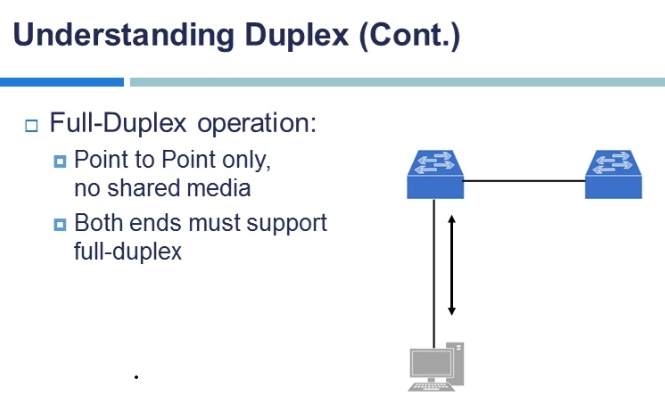 Understanding Duplex (Cont.)
Full-Duplex operation:
Point to Point only,
no shared media
Both ends must support
full-duplex